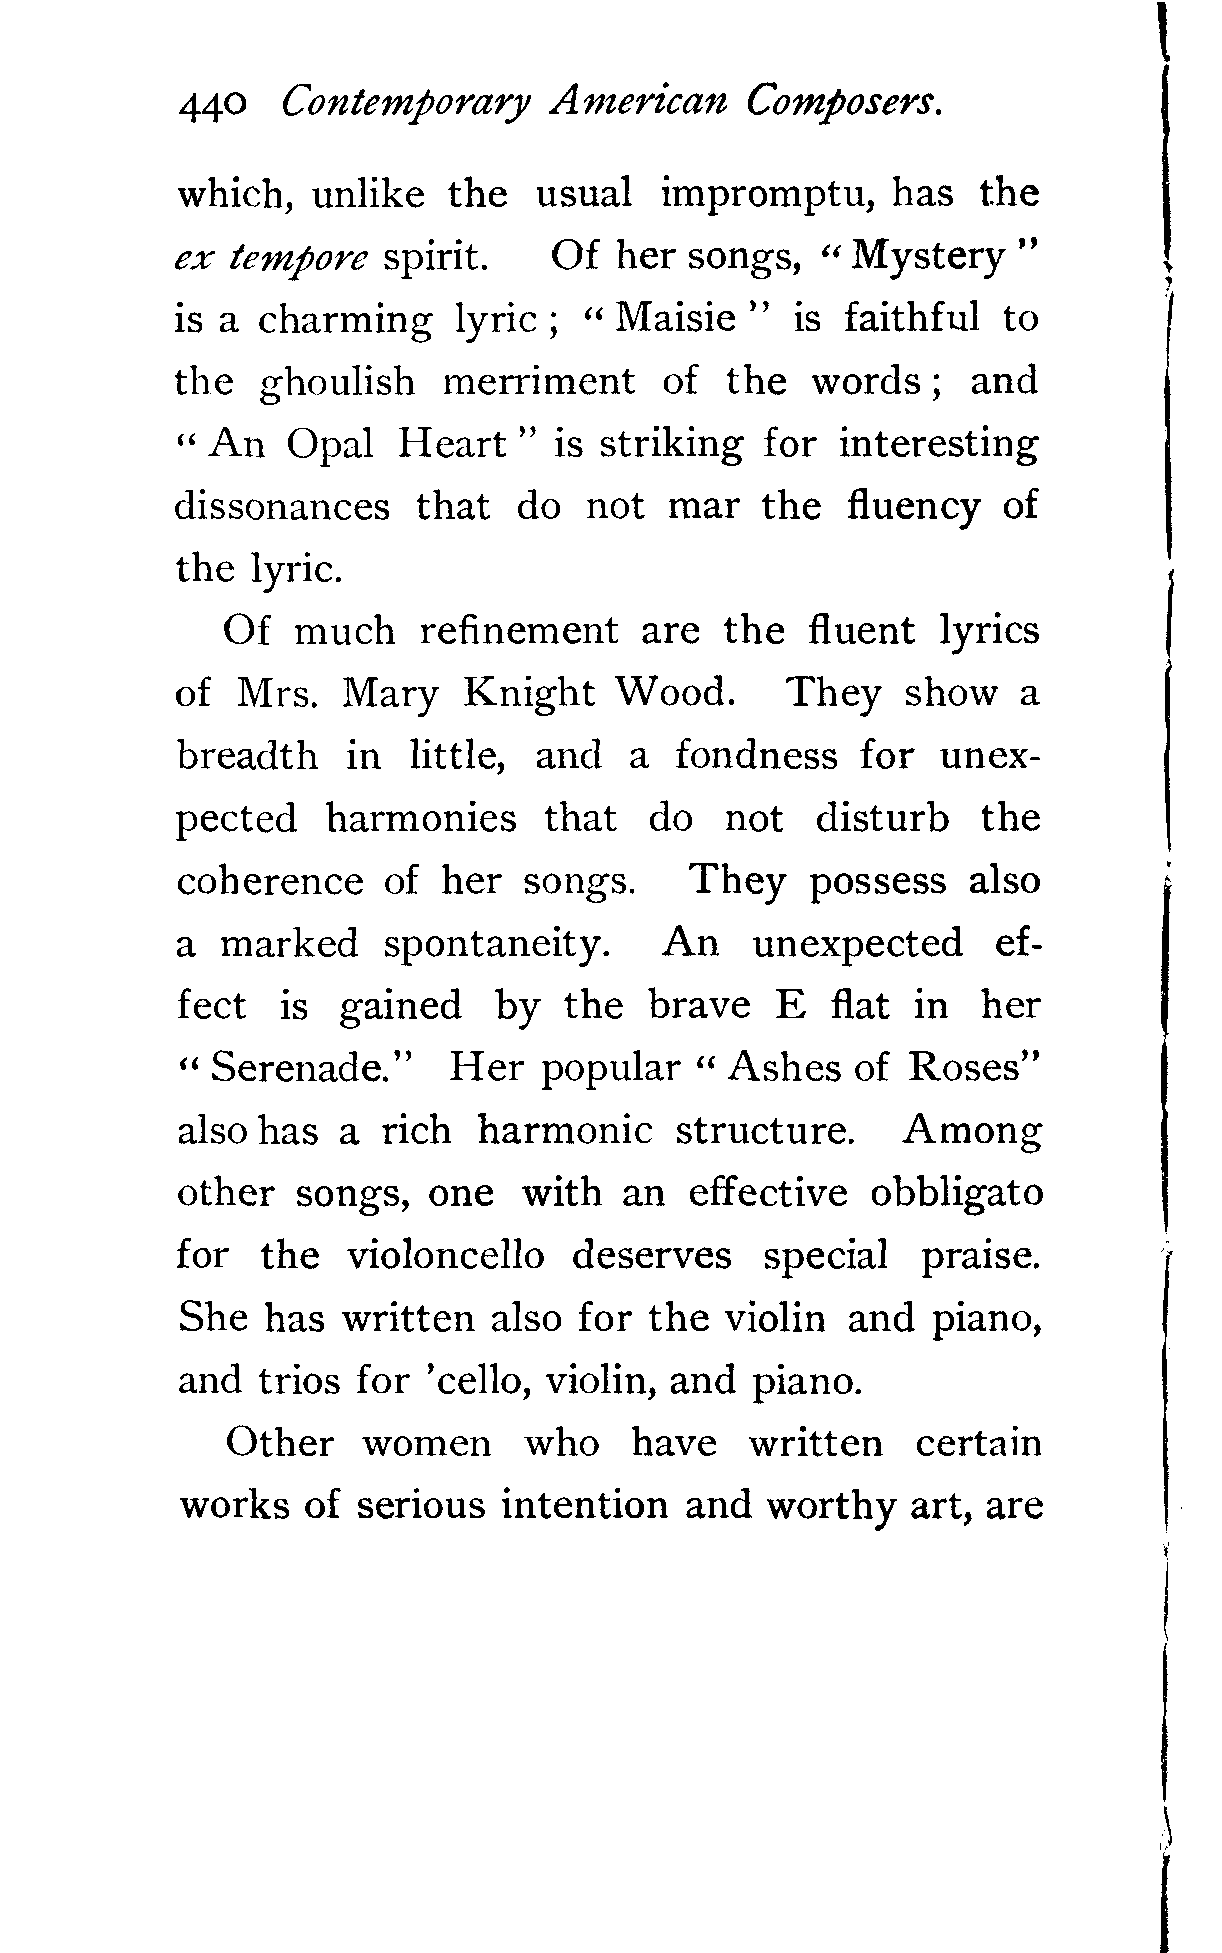 440 Contemporary American Composers.
which, unlike the usual impromptu, has the
ex tempore spirit. Of her songs, “ Mystery ”
is a charming lyric ; “ Maisie ” is faithful to
the ghoulish merriment of the words ; and
“ An Opal Heart ” is striking for interesting
dissonances that do not mar the fluency of
the lyric.
Of much refinement are the fluent lyrics
of Mrs. Mary Knight Wood. They show a
breadth in little, and a fondness for unex-
pected harmonies that do not disturb the
coherence of her songs. They possess also
a marked spontaneity. An unexpected ef-
fect is gained by the brave E flat in her
“ Serenade.” Her popular “ Ashes of Roses”
also has a rich harmonic structure. Among
other songs, one with an effective obbligato
for the violoncello deserves special praise.
She has written also for the violin and piano,
and trios for ’cello, violin, and piano.
Other women who have written certain
works of serious intention and worthy art, are